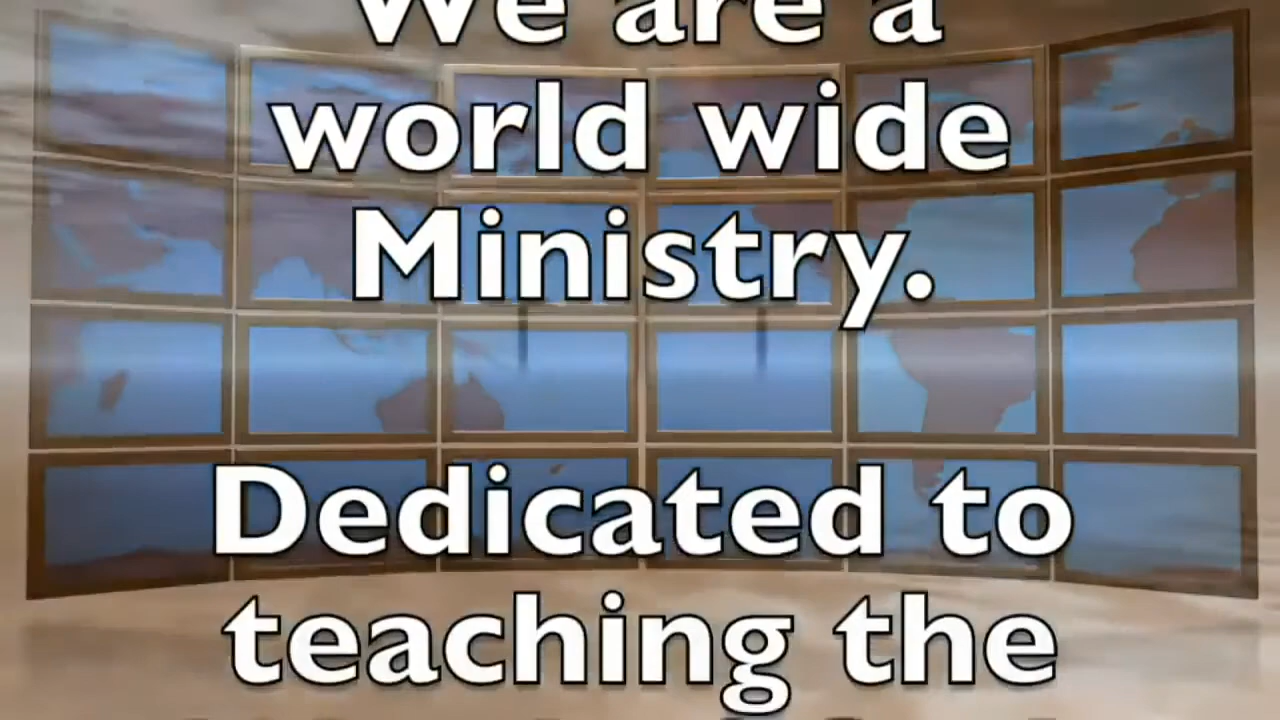 We are a
world wide
Ministry.
Dedicated to
teaching the